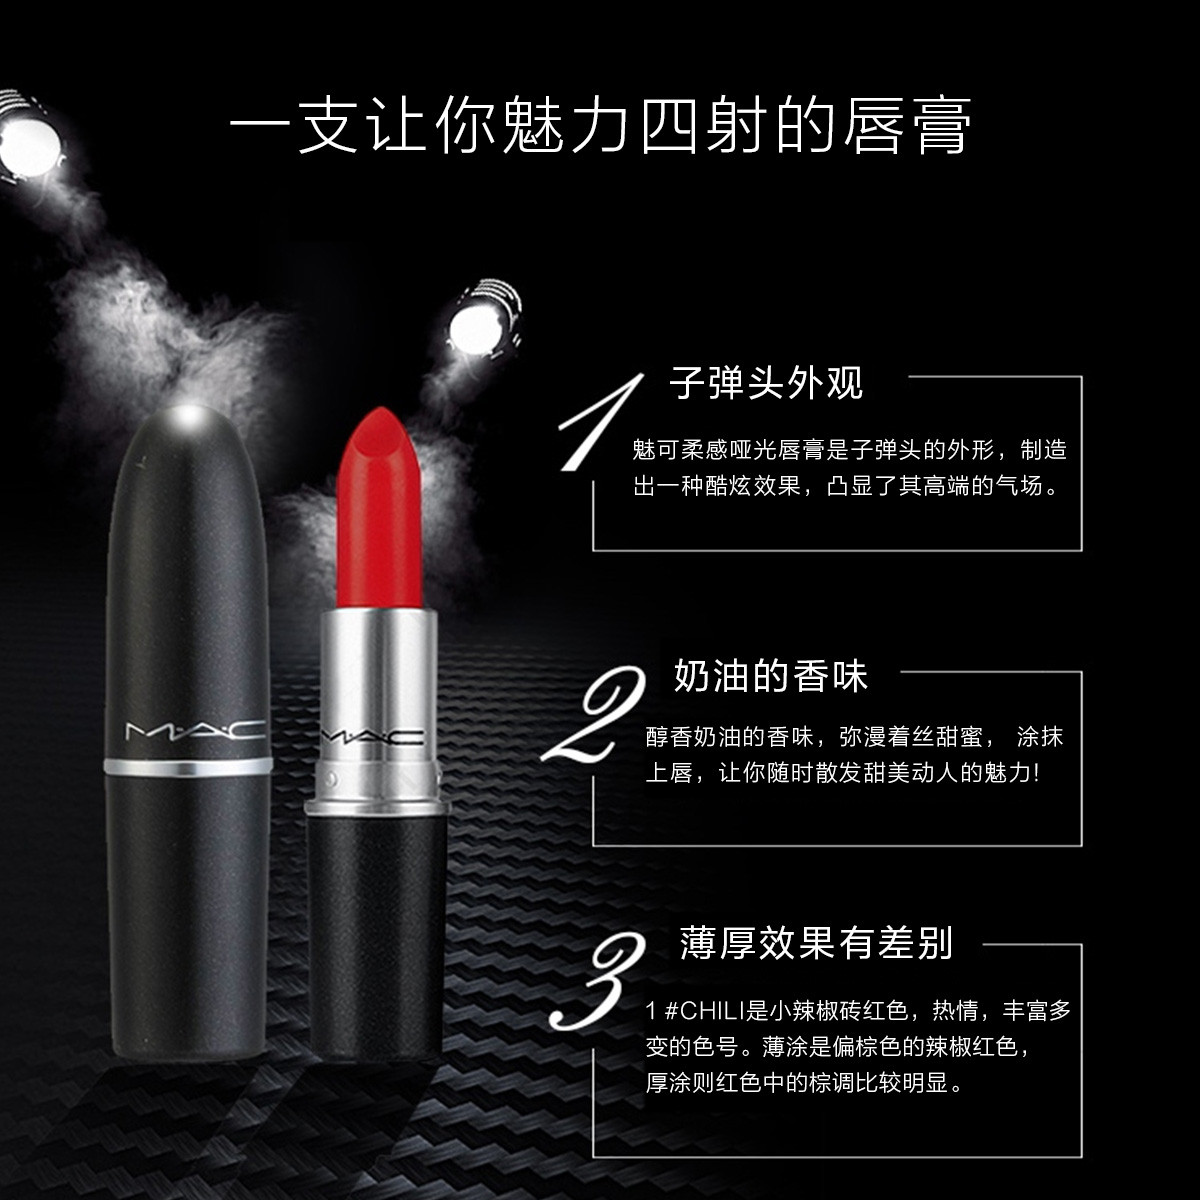 一支让你魅力四射的唇膏
1 子弹头外观
魅可柔感哑光唇膏是子弹头的外形，制造
出一种酷炫效果，凸显了其高端的气场。
2 奶油的香味
醇香奶油的香味，弥漫着丝甜蜜， 涂抹
上唇，让你随时散发甜美动人的魅力!
3 薄厚效果有差别
1 #CHILI是小辣椒砖红色，热情，丰富多
变的色号。薄涂是偏棕色的辣椒红色，
厚涂则红色中的棕调比较明显。
M·A·C
M·A·C